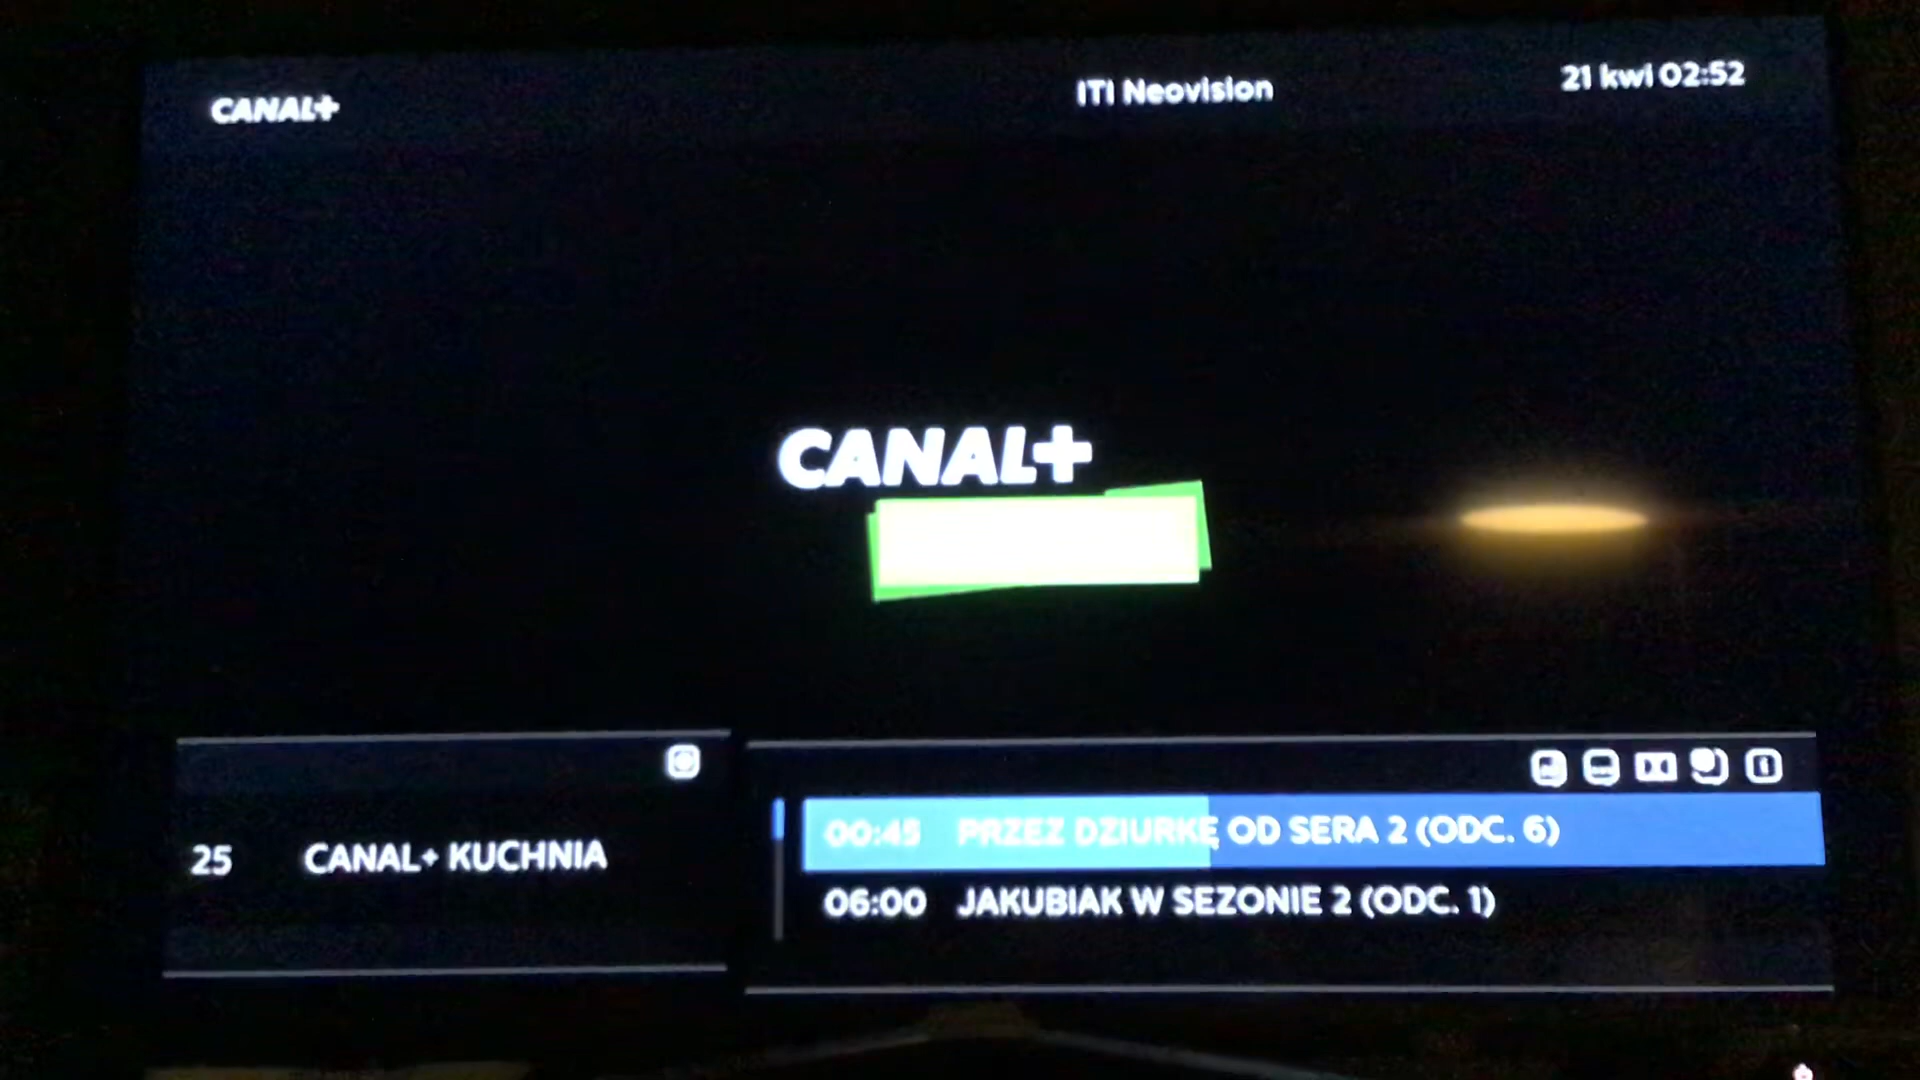 CANAL+
ITI Neovision
21 kwi 02:52
CANAL+
25 CANAL+ KUCHNIA
00:45 PRZEZ DZIURKĘ OD SERA 2 (ODC. 6)
06:00 JAKUBIAK W SEZONIE 2 (ODC. 1)